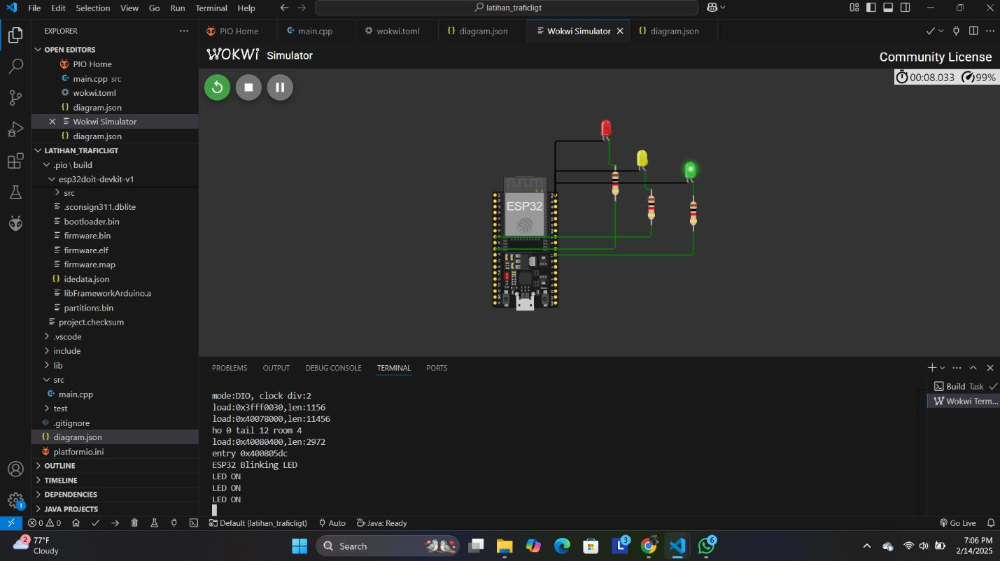 File Edit Selection View Go Run Terminal Help
latihan_traficligt
EXPLORER
OPEN EDITORS
PIO Home
main.cpp src
wokwi.toml
diagram.json
Wokwi Simulator
diagram.json
LATIHAN_TRAFICLIGT
.pio \ build
esp32doit-devkit-v1
src
.sconsign311.dblite
bootloader.bin
firmware.bin
firmware.elf
firmware.map
idedata.json
libFrameworkArduino.a
partitions.bin
project.checksum
.vscode
include
lib
src
main.cpp
test
.gitignore
diagram.json
platformio.ini
OUTLINE
TIMELINE
DEPENDENCIES
JAVA PROJECTS
PIO Home main.cpp wokwi.toml diagram.json Wokwi Simulator diagram.json
WOKWi Simulator
Community License
00:08.033 99%
ESP32
PROBLEMS OUTPUT DEBUG CONSOLE TERMINAL PORTS
mode:DIO, clock div:2
load:0x3fff0030,len:1156
load:0x40078000,len:11456
ho 0 tail 12 room 4
load:0x40080400,len:2972
entry 0x400805dc
ESP32 Blinking LED
LED ON
LED ON
LED ON
Build Task
Wokwi Term...
1
0 0 Default (latihan_traficligt) Auto Java: Ready Go Live
2 77°F
Cloudy
Search
L 3
6
7:06 PM
2/14/2025